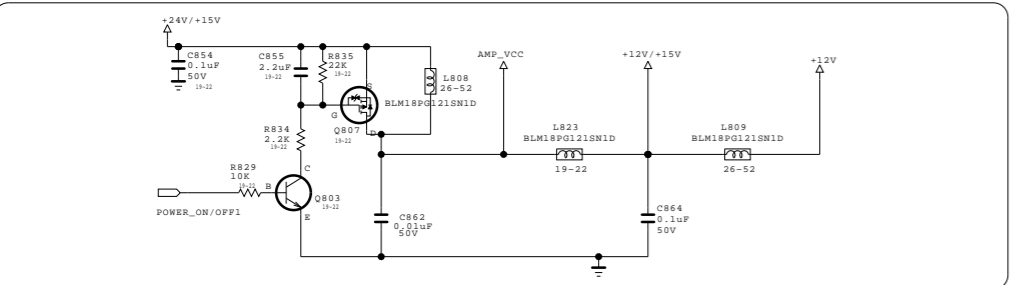 +24V/+15V
C854
0.1uF
50V
19-22
C855
2.2uF
19-22
R835
22K
19-22
S
G
D
Q807
19-22
L808
26-52
BLM18PG121SN1D
AMP_VCC
+12V/+15V
+12V
L823
BLM18PG121SN1D
19-22
L809
BLM18PG121SN1D
26-52
R834
2.2K
19-22
R829
10K
19-22
B
C
E
Q803
19-22
POWER_ON/OFF1
C862
0.01uF
50V
C864
0.1uF
50V